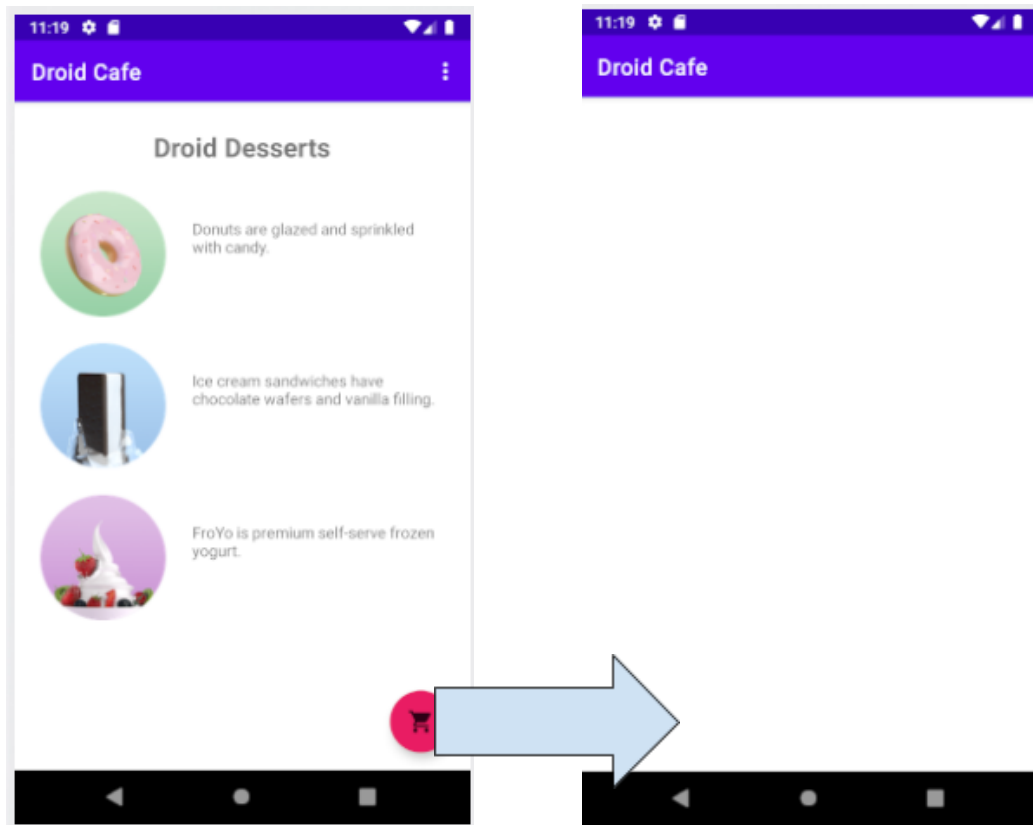 11:19
Droid Cafe
Droid Desserts
Donuts are glazed and sprinkled
with candy.
Ice cream sandwiches have
chocolate wafers and vanilla filling.
FroYo is premium self-serve frozen
yogurt.
11:19
Droid Cafe